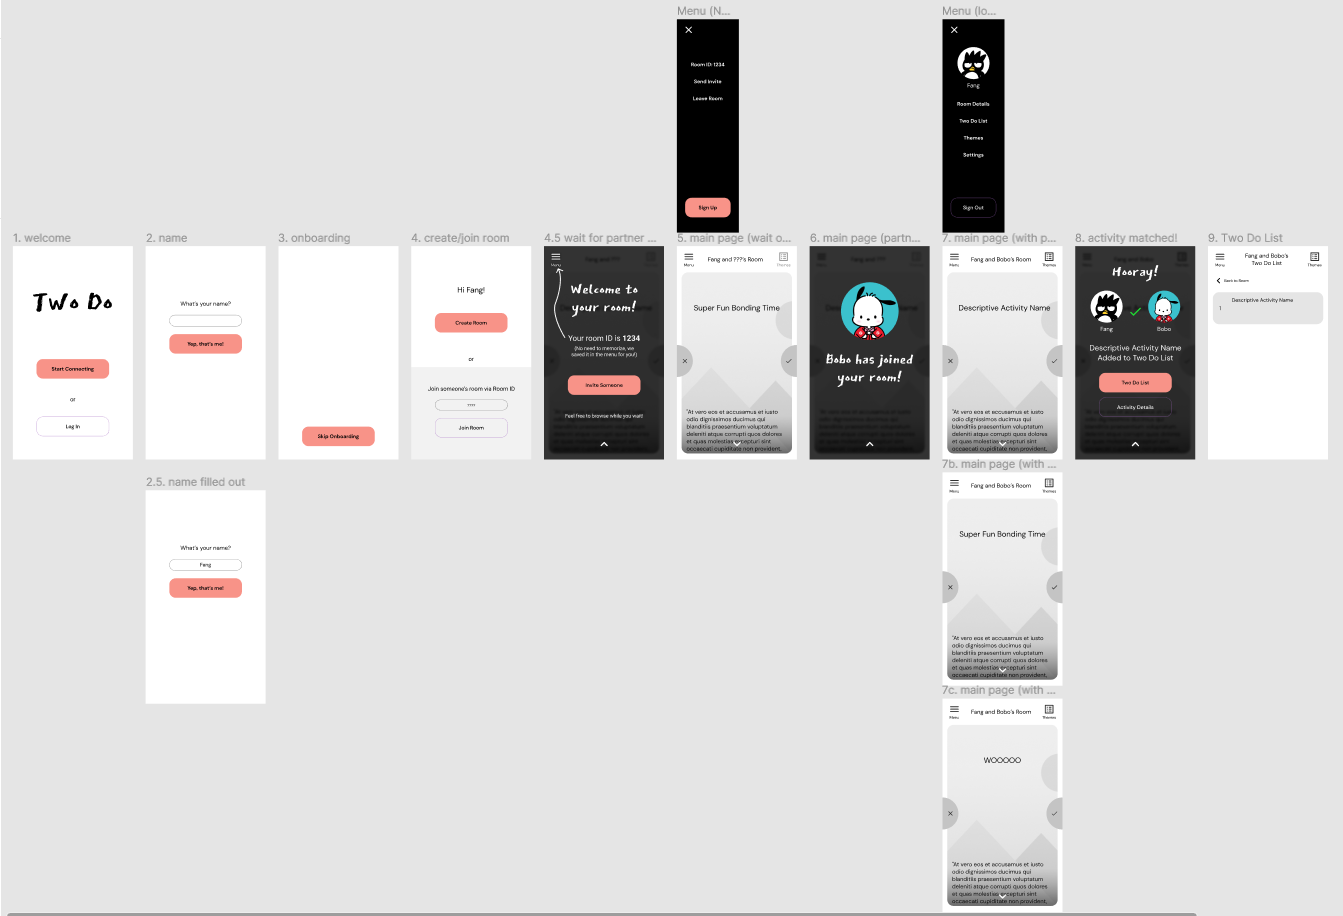 Menu (N...
Room ID: 1234
Send Invite
Leave Room
Sign Up
Menu (lo...
Fang
Room Details
Two Do List
Themes
Settings
Sign Out
1. welcome
TWo Do
Start Connecting
or
Log In
2. name
What's your name?
Yep, that's me!
3. onboarding
Skip Onboarding
4. create/join room
Hi Fang!
Create Room
or
Join someone's room via Room ID
????
Join Room
4.5 wait for partner ...
Menu
Fang and ???
Themes
Welcome to
your room!
Your room ID is 1234
(No need to memorize, we
saved it in the menu for you!)
Invite Someone
Feel free to browse while you wait!
5. main page (wait o...
Menu
Fang and ???'s Room
Themes
Super Fun Bonding Time
"At vero eos et accusamus et iusto
odio dignissimos ducimus qui
blanditiis praesentium voluptatum
deleniti atque corrupti quos dolores
et quas molestias excepturi sint
occaecati cupiditate non provident,
6. main page (partn...
Bobo has joined
your room!
7. main page (with p...
Menu
Fang and Bobo's Room
Themes
Descriptive Activity Name
"At vero eos et accusamus et iusto
odio dignissimos ducimus qui
blanditiis praesentium voluptatum
deleniti atque corrupti quos dolores
et quas molestias excepturi sint
occaecati cupiditate non provident,
8. activity matched!
Hooray!
Fang
Bobo
Descriptive Activity Name
Added to Two Do List
Two Do List
Activity Details
9. Two Do List
Menu
Fang and Bobo's
Two Do List
Themes
Back to Room
Descriptive Activity Name
1
2.5. name filled out
What's your name?
Fang
Yep, that's me!
7b. main page (with ...
Menu
Fang and Bobo's Room
Themes
Super Fun Bonding Time
"At vero eos et accusamus et iusto
odio dignissimos ducimus qui
blanditiis praesentium voluptatum
deleniti atque corrupti quos dolores
et quas molestias excepturi sint
occaecati cupiditate non provident,
7c. main page (with ...
Menu
Fang and Bobo's Room
Themes
WOOOOO
"At vero eos et accusamus et iusto
odio dignissimos ducimus qui
blanditiis praesentium voluptatum
deleniti atque corrupti quos dolores
et quas molestias excepturi sint
occaecati cupiditate non provident,